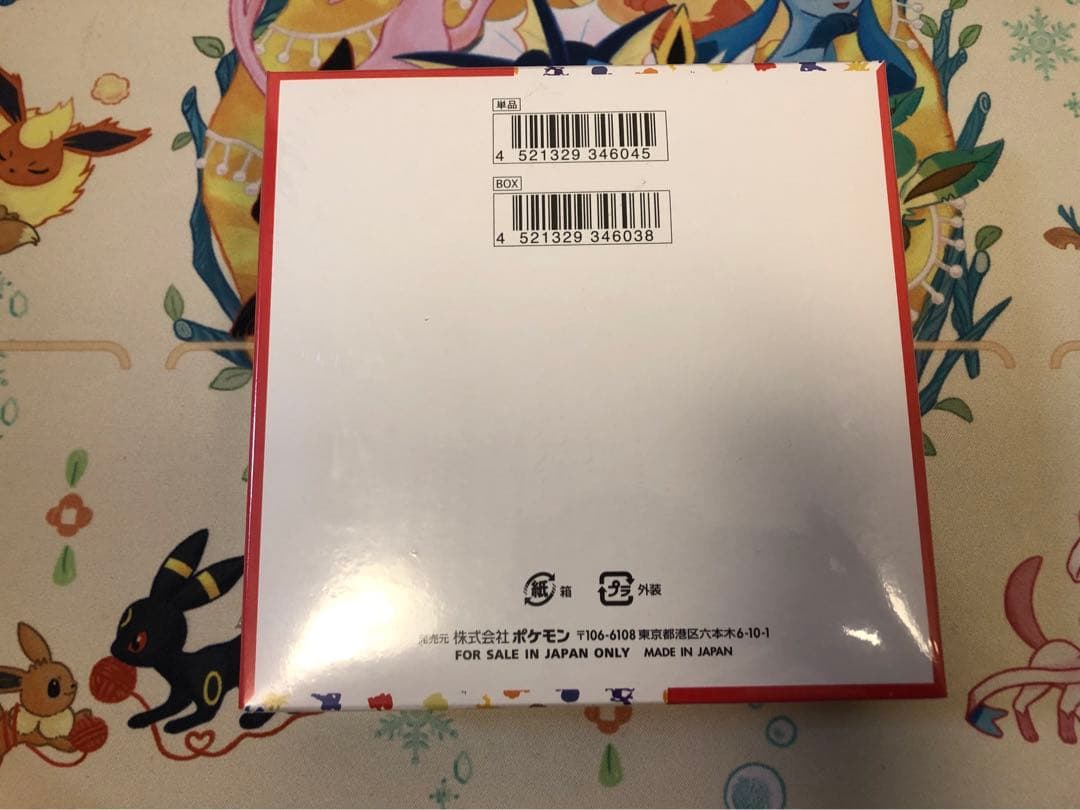 単品
4 521329 346045
BOX
4 521329 346038
紙 箱 プラ 外装
発売元 株式会社ポケモン 〒106-6108 東京都港区六本木6-10-1
FOR SALE IN JAPAN ONLY MADE IN JAPAN